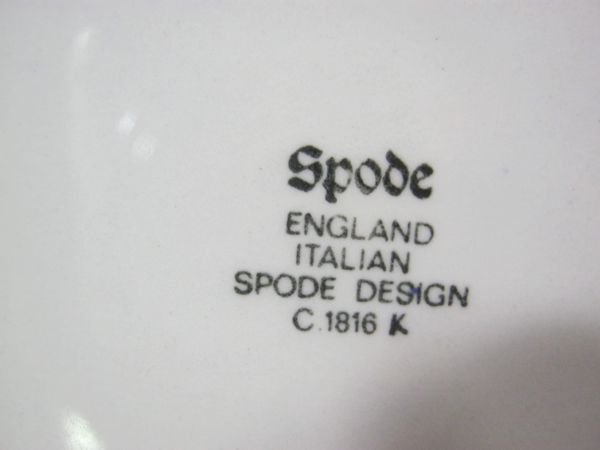 Spode
ENGLAND
ITALIAN
SPODE DESIGN
C.1816 K